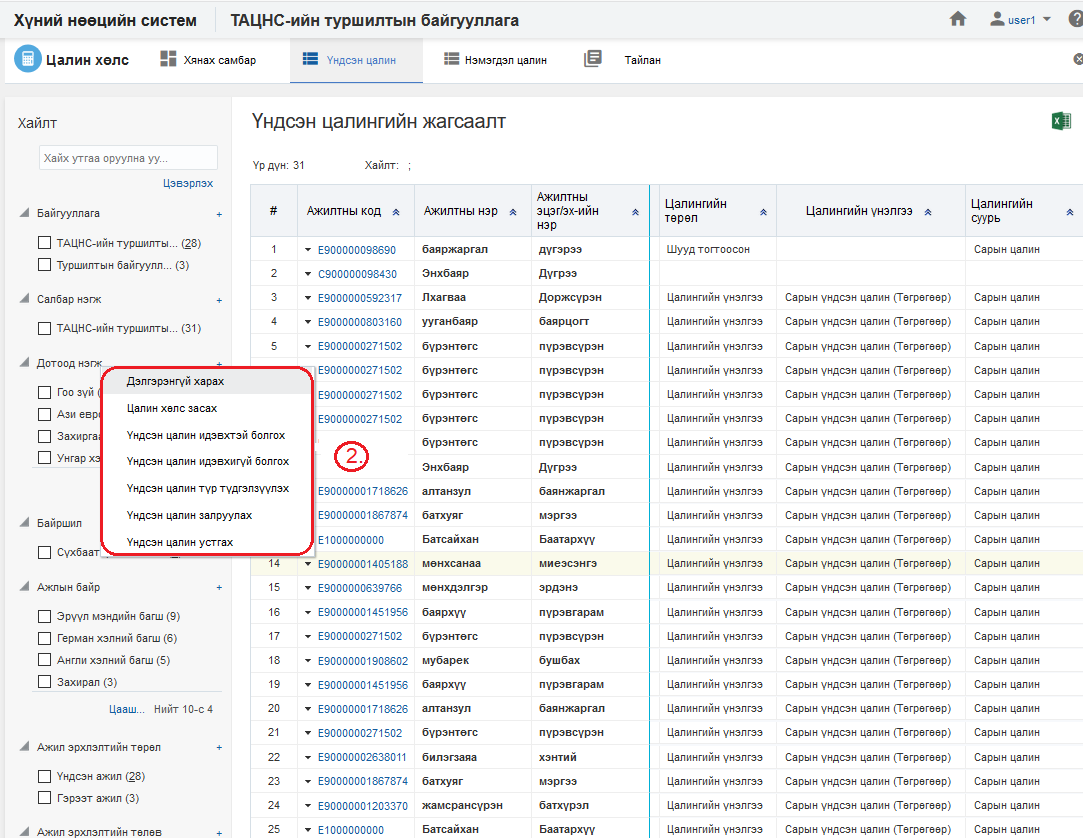 Хүний нөөцийн систем ТАЦНС-ийн туршилтын байгууллага user1 ?
Цалин хөлс Хянах самбар Үндсэн цалин Нэмэгдэл цалин Тайлан
Хайлт
Хайх утгаа оруулна уу...
Цэвэрлэх
Байгууллага +
ТАЦНС-ийн туршилты... (28)
Туршилтын байгуулл... (3)
Салбар нэгж +
ТАЦНС-ийн туршилты... (31)
Дотоод нэгж +
Гоо зүй (
Ази евро
Захиргаа
Унгар хэ
Байршил
Сүхбаат
Ажлын байр +
Эрүүл мэндийн багш (9)
Герман хэлний багш (6)
Англи хэлний багш (5)
Захирал (3)
Цааш... Нийт 10-с 4
Ажил эрхлэлтийн төрөл +
Үндсэн ажил (28)
Гэрээт ажил (3)
Ажил эрхлэлтийн төлөв +
Дэлгэрэнгүй харах
Цалин хөлс засах
Үндсэн цалин идэвхтэй болгох
Үндсэн цалин идэвхигүй болгох
Үндсэн цалин түр түдгэлзүүлэх
Үндсэн цалин залруулах
Үндсэн цалин устгах
2.
Үндсэн цалингийн жагсаалт
Үр дүн: 31 Хайлт: ;
# Ажилтны код Ажилтны нэр Ажилтны эцэг/эх-ийн нэр Цалингийн төрөл Цалингийн үнэлгээ Цалингийн суурь
1 E900000098690 баяржаргал дүгэрээ Шууд тогтоосон Сарын цалин
2 C900000098430 Энхбаяр Дүгрээ
3 E9000000592317 Лхагваа Доржсүрэн Цалингийн үнэлгээ Сарын үндсэн цалин (Төгрөгөөр) Сарын цалин
4 E9000000803160 ууганбаяр баярцогт Цалингийн үнэлгээ Сарын үндсэн цалин (Төгрөгөөр) Сарын цалин
5 E9000000271502 бүрэнтөгс пүрэвсүрэн Цалингийн үнэлгээ Сарын үндсэн цалин (Төгрөгөөр) Сарын цалин
E9000000271502 бүрэнтөгс пүрэвсүрэн Цалингийн үнэлгээ Сарын үндсэн цалин (Төгрөгөөр) Сарын цалин
E9000000271502 бүрэнтөгс пүрэвсүрэн Цалингийн үнэлгээ Сарын үндсэн цалин (Төгрөгөөр) Сарын цалин
E9000000271502 бүрэнтөгс пүрэвсүрэн Цалингийн үнэлгээ Сарын үндсэн цалин (Төгрөгөөр) Сарын цалин
бүрэнтөгс пүрэвсүрэн Цалингийн үнэлгээ Сарын үндсэн цалин (Төгрөгөөр) Сарын цалин
Энхбаяр Дүгрээ Цалингийн үнэлгээ Сарын үндсэн цалин (Төгрөгөөр) Сарын цалин
E90000001718626 алтанзул баянжаргал Цалингийн үнэлгээ Сарын үндсэн цалин (Төгрөгөөр) Сарын цалин
E90000001867874 батхуяг мэргээ Цалингийн үнэлгээ Сарын үндсэн цалин (Төгрөгөөр) Сарын цалин
E1000000000 Батсайхан Баатархүү Цалингийн үнэлгээ Сарын үндсэн цалин (Төгрөгөөр) Сарын цалин
14 E90000001405188 мөнхсанаа миеэсэнгэ Цалингийн үнэлгээ Сарын үндсэн цалин (Төгрөгөөр) Сарын цалин
15 E9000000639766 мөнхдэлгэр эрдэнэ Цалингийн үнэлгээ Сарын үндсэн цалин (Төгрөгөөр) Сарын цалин
16 E90000001451956 баярхүү пүрэвгарам Цалингийн үнэлгээ Сарын үндсэн цалин (Төгрөгөөр) Сарын цалин
17 E9000000271502 бүрэнтөгс пүрэвсүрэн Цалингийн үнэлгээ Сарын үндсэн цалин (Төгрөгөөр) Сарын цалин
18 E90000001908602 мубарек бушбах Цалингийн үнэлгээ Сарын үндсэн цалин (Төгрөгөөр) Сарын цалин
19 E90000001451956 баярхүү пүрэвгарам Цалингийн үнэлгээ Сарын үндсэн цалин (Төгрөгөөр) Сарын цалин
20 E90000001718626 алтанзул баянжаргал Цалингийн үнэлгээ Сарын үндсэн цалин (Төгрөгөөр) Сарын цалин
21 E9000000271502 бүрэнтөгс пүрэвсүрэн Цалингийн үнэлгээ Сарын үндсэн цалин (Төгрөгөөр) Сарын цалин
22 E90000002638011 билэгзаяа хэнтий Цалингийн үнэлгээ Сарын үндсэн цалин (Төгрөгөөр) Сарын цалин
23 E90000001867874 батхуяг мэргээ Цалингийн үнэлгээ Сарын үндсэн цалин (Төгрөгөөр) Сарын цалин
24 E90000001203370 жамсрансүрэн батхүрэл Цалингийн үнэлгээ Сарын үндсэн цалин (Төгрөгөөр) Сарын цалин
25 E1000000000 Батсайхан Баатархүү Цалингийн үнэлгээ Сарын үндсэн цалин (Төгрөгөөр) Сарын цалин